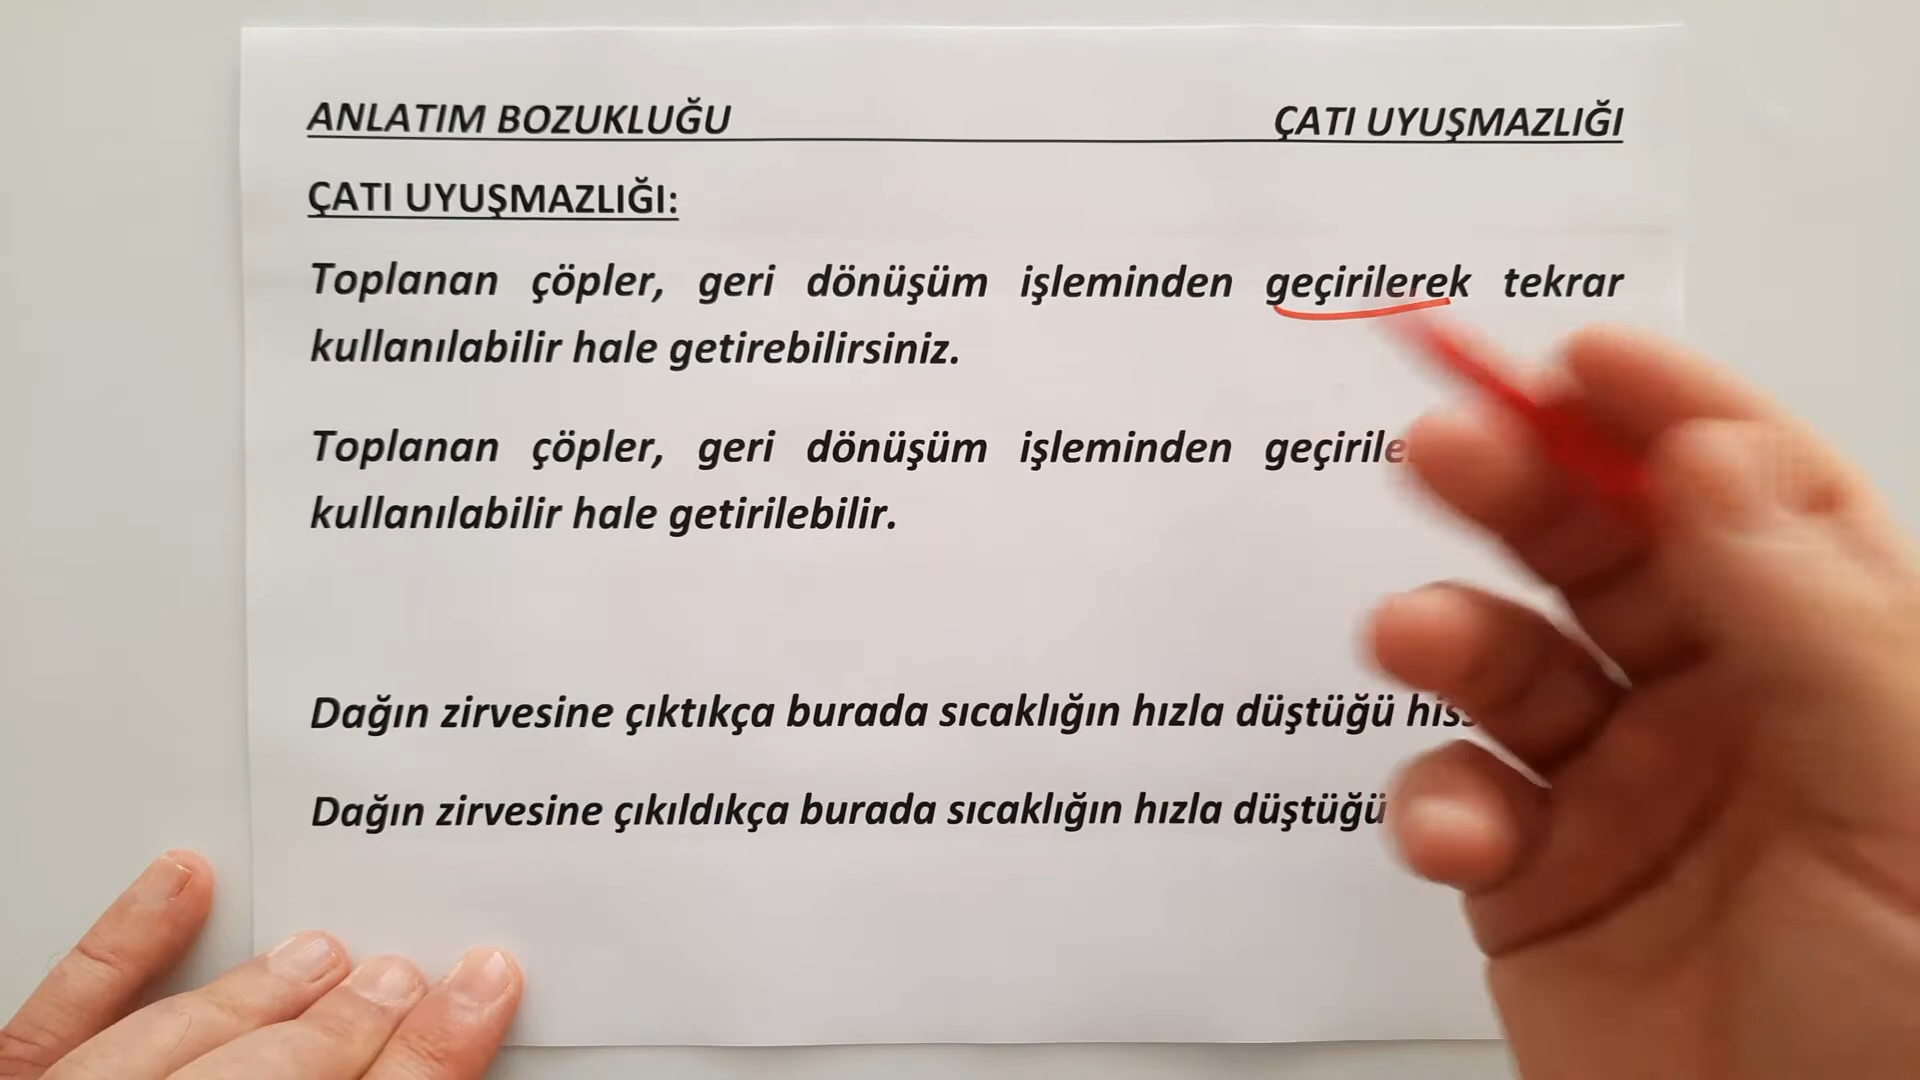 ANLATIM BOZUKLUĞU ÇATI UYUŞMAZLIĞI
ÇATI UYUŞMAZLIĞI:
Toplanan çöpler, geri dönüşüm işleminden geçirilerek tekrar
kullanılabilir hale getirebilirsiniz.
Toplanan çöpler, geri dönüşüm işleminden
kullanılabilir hale getirilebilir.
Dağın zirvesine çıktıkça burada sıcaklığın hızla düştüğü
Dağın zirvesine çıkıldıkça burada sıcaklığın hızla düştüğü